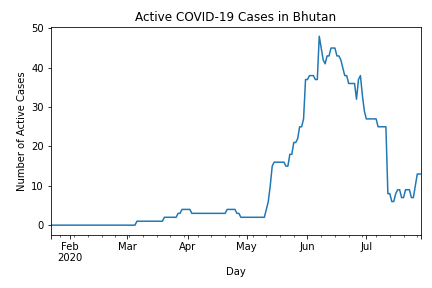 Active COVID-19 Cases in Bhutan
50
40
30
20
10
0
Number of Active Cases
Feb Mar Apr May Jun Jul
2020
Day